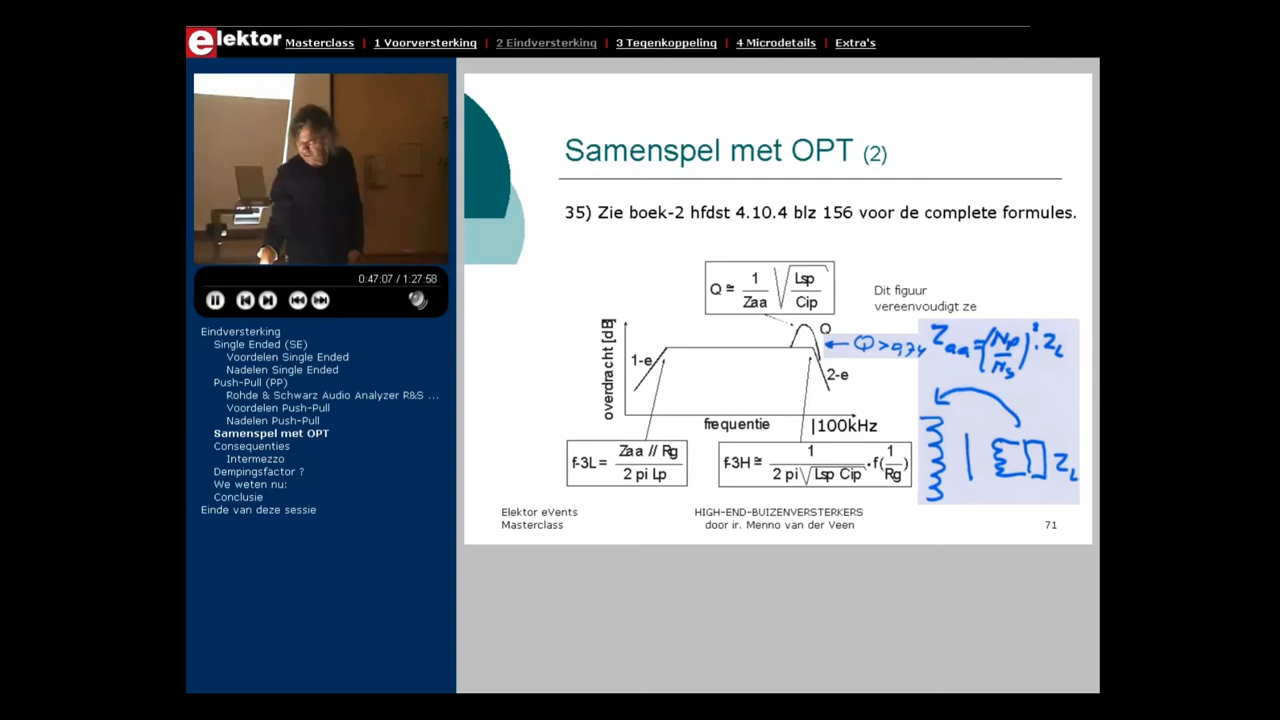 elektor Masterclass | 1 Voorversterking | 2 Eindversterking | 3 Tegenkoppeling | 4 Microdetails | Extra's
0:47:07 / 1:27:58
Eindversterking
Single Ended (SE)
Voordelen Single Ended
Nadelen Single Ended
Push-Pull (PP)
Rohde & Schwarz Audio Analyzer R&S ...
Voordelen Push-Pull
Nadelen Push-Pull
Samenspel met OPT
Consequenties
Intermezzo
Dempingsfactor ?
We weten nu:
Conclusie
Einde van deze sessie
Samenspel met OPT (2)
35) Zie boek-2 hfdst 4.10.4 blz 156 voor de complete formules.
Q ≅ 1/Zaa √(Lsp/Cip)
Dit figuur
vereenvoudigt ze
overdracht [dB]
1-e
Q
← Q > 0,74
Zaa = (Np/Ns)² · ZL
2-e
frequentie
|100kHz
f-3L = Zaa // Rg / 2 pi Lp
f-3H ≅ 1 / 2 pi √(Lsp Cip) • f(1/Rg)
ZL
Elektor eVents
Masterclass
HIGH-END-BUIZENVERSTERKERS
door ir. Menno van der Veen
71